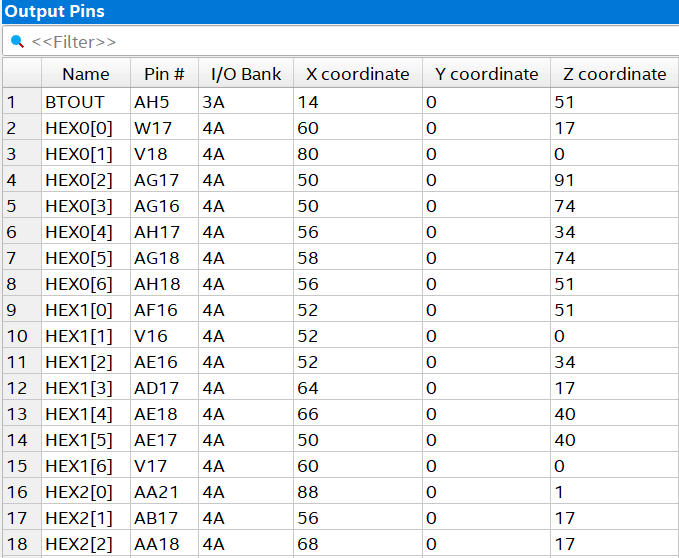 Output Pins
<<Filter>>
Name Pin # I/O Bank X coordinate Y coordinate Z coordinate
1 BTOUT AH5 3A 14 0 51
2 HEX0[0] W17 4A 60 0 17
3 HEX0[1] V18 4A 80 0 0
4 HEX0[2] AG17 4A 50 0 91
5 HEX0[3] AG16 4A 50 0 74
6 HEX0[4] AH17 4A 56 0 34
7 HEX0[5] AG18 4A 58 0 74
8 HEX0[6] AH18 4A 56 0 51
9 HEX1[0] AF16 4A 52 0 51
10 HEX1[1] V16 4A 52 0 0
11 HEX1[2] AE16 4A 52 0 34
12 HEX1[3] AD17 4A 64 0 17
13 HEX1[4] AE18 4A 66 0 40
14 HEX1[5] AE17 4A 50 0 40
15 HEX1[6] V17 4A 60 0 0
16 HEX2[0] AA21 4A 88 0 1
17 HEX2[1] AB17 4A 56 0 17
18 HEX2[2] AA18 4A 68 0 17